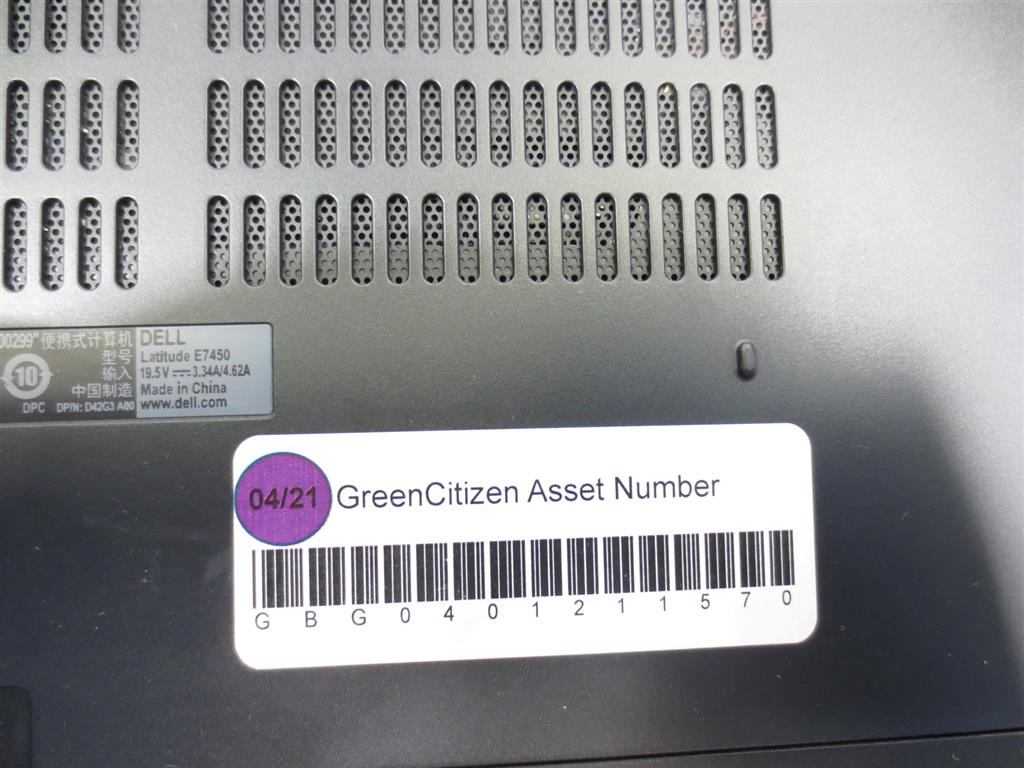 00299" 便携式计算机
型号
输入
中国制造
10
DPC DP/N: D42G3 A00
DELL
Latitude E7450
19.5V ⎓ 3.34A/4.62A
Made in China
www.dell.com
04/21 GreenCitizen Asset Number
G B G 0 4 0 1 2 1 1 5 7 0